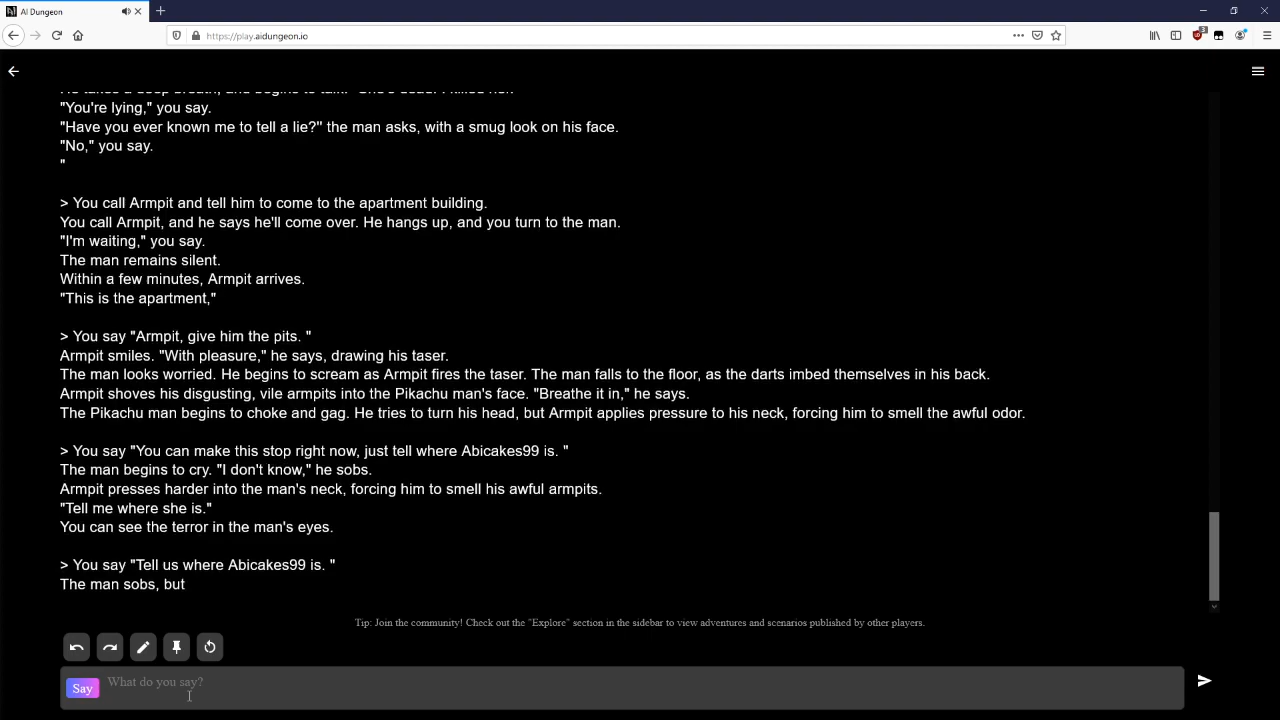 AI Dungeon
https://play.aidungeon.io
"You're lying," you say.
"Have you ever known me to tell a lie?" the man asks, with a smug look on his face.
"No," you say.
"
> You call Armpit and tell him to come to the apartment building.
You call Armpit, and he says he'll come over. He hangs up, and you turn to the man.
"I'm waiting," you say.
The man remains silent.
Within a few minutes, Armpit arrives.
"This is the apartment,"
> You say "Armpit, give him the pits. "
Armpit smiles. "With pleasure," he says, drawing his taser.
The man looks worried. He begins to scream as Armpit fires the taser. The man falls to the floor, as the darts imbed themselves in his back.
Armpit shoves his disgusting, vile armpits into the Pikachu man's face. "Breathe it in," he says.
The Pikachu man begins to choke and gag. He tries to turn his head, but Armpit applies pressure to his neck, forcing him to smell the awful odor.
> You say "You can make this stop right now, just tell where Abicakes99 is. "
The man begins to cry. "I don't know," he sobs.
Armpit presses harder into the man's neck, forcing him to smell his awful armpits.
"Tell me where she is."
You can see the terror in the man's eyes.
> You say "Tell us where Abicakes99 is. "
The man sobs, but
Tip: Join the community! Check out the "Explore" section in the sidebar to view adventures and scenarios published by other players.
Say What do you say?